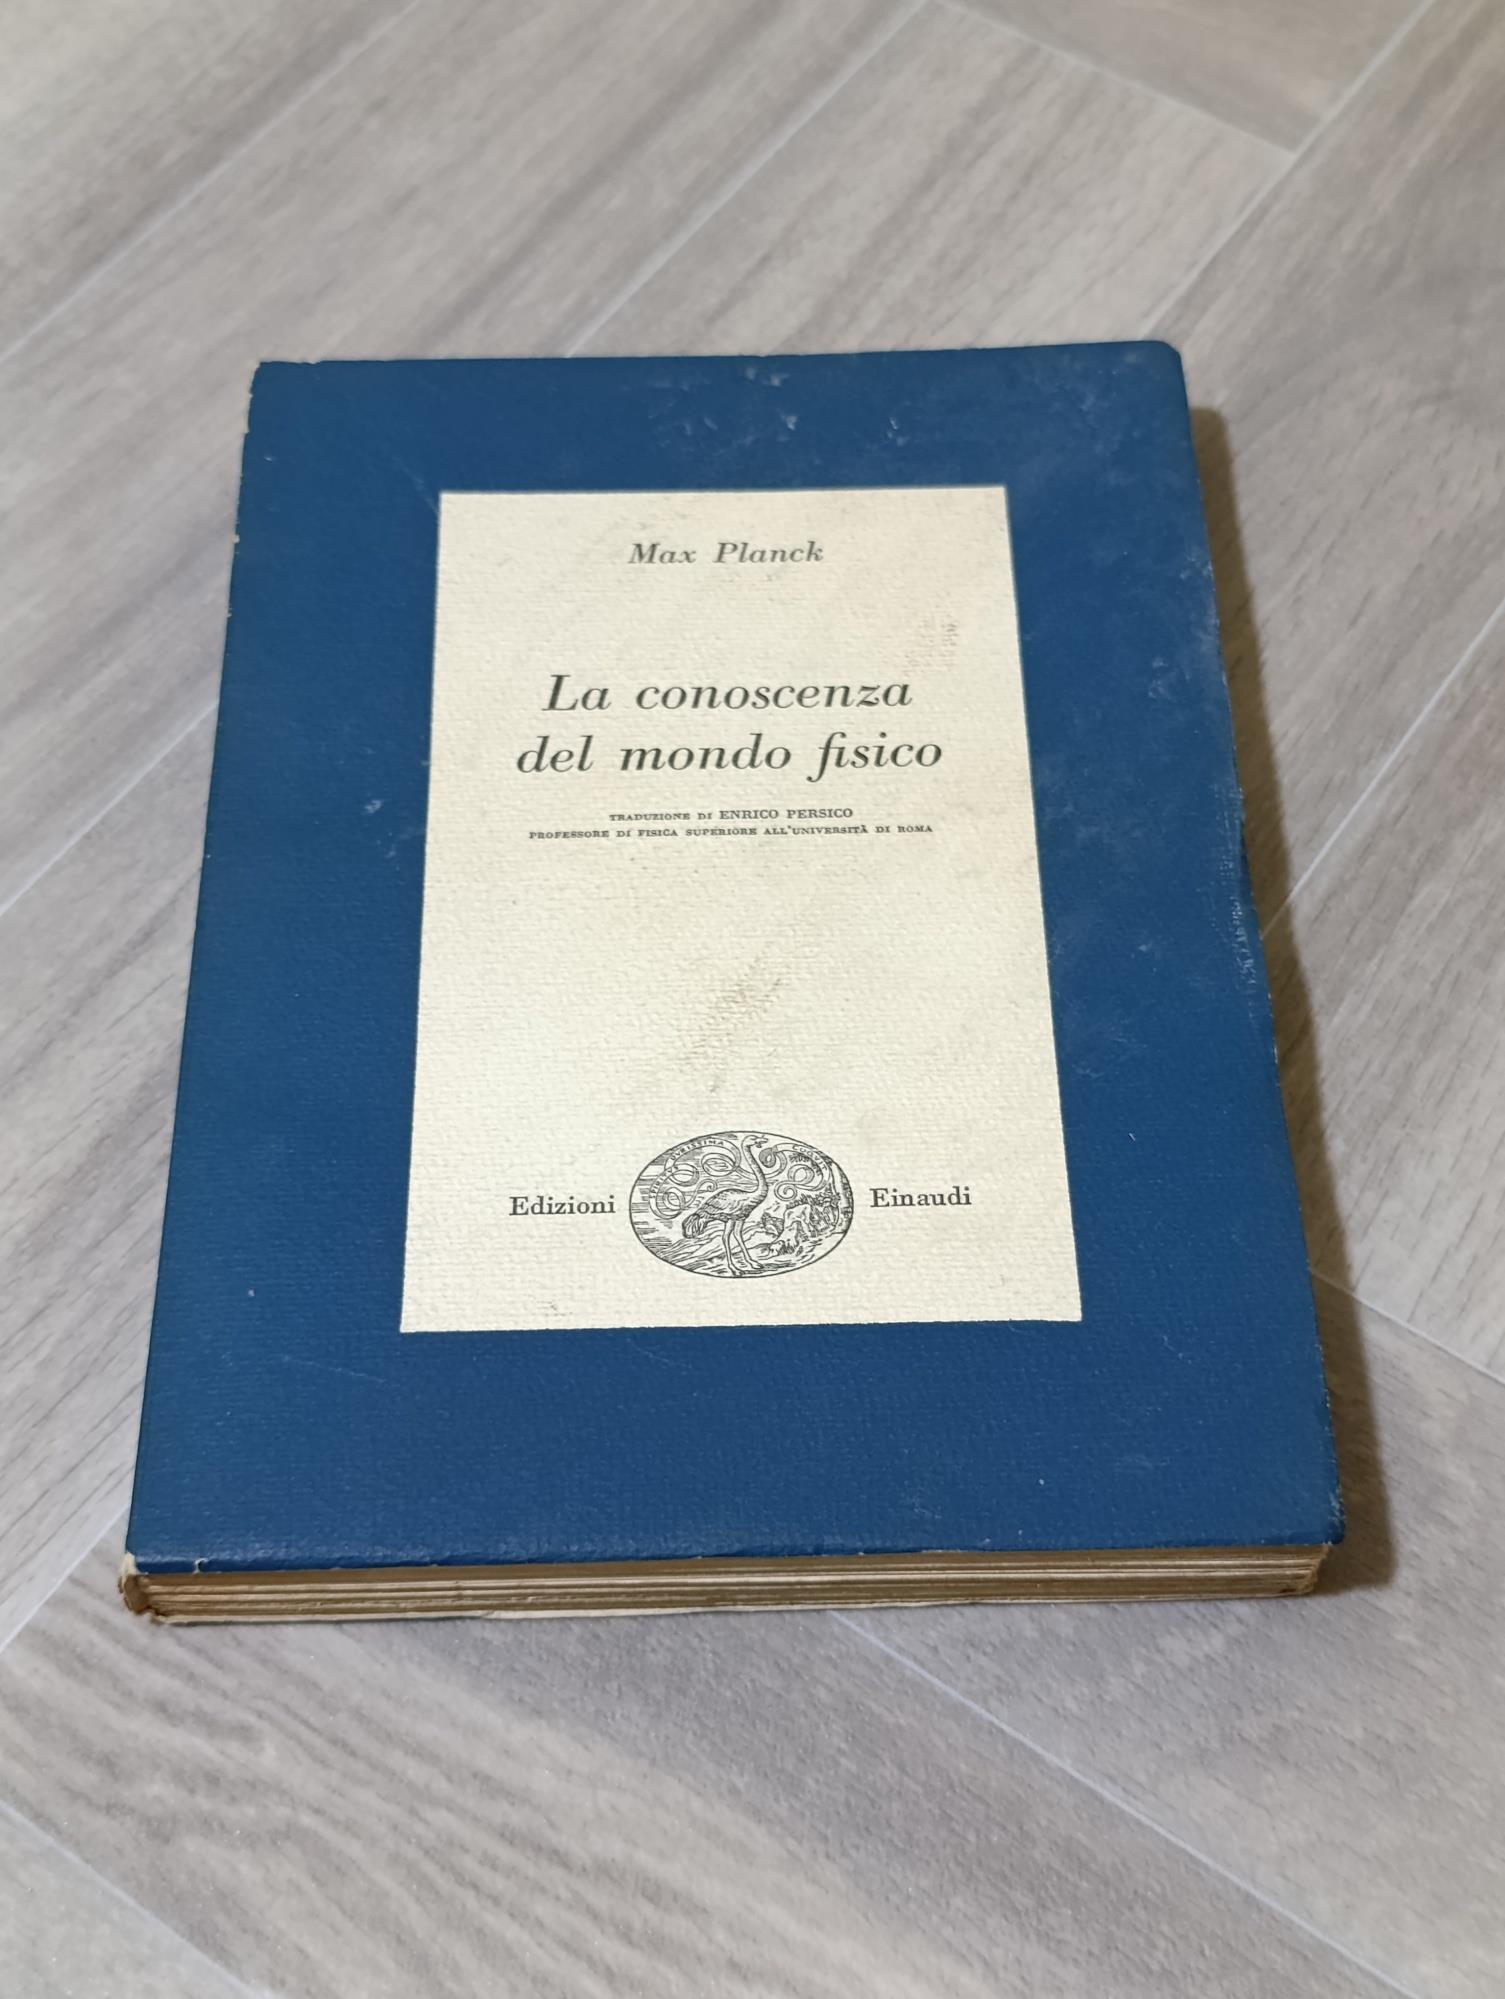 Max Planck
La conoscenza
del mondo fisico
TRADUZIONE DI ENRICO PERSICO
PROFESSORE DI FISICA SUPERIORE ALL'UNIVERSITÀ DI ROMA
Edizioni Einaudi